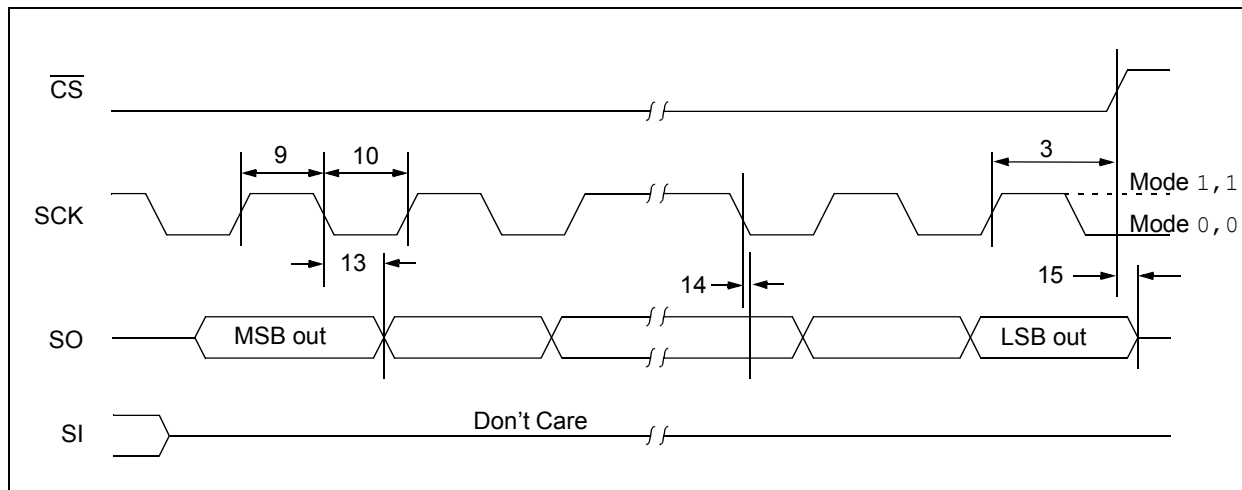 CS
9
10
3
SCK
Mode 1,1
Mode 0,0
13
14
15
SO
MSB out
LSB out
SI
Don't Care